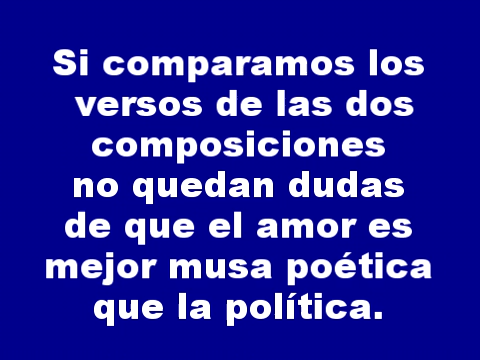 Si comparamos los
versos de las dos
composiciones
no quedan dudas
de que el amor es
mejor musa poética
que la política.